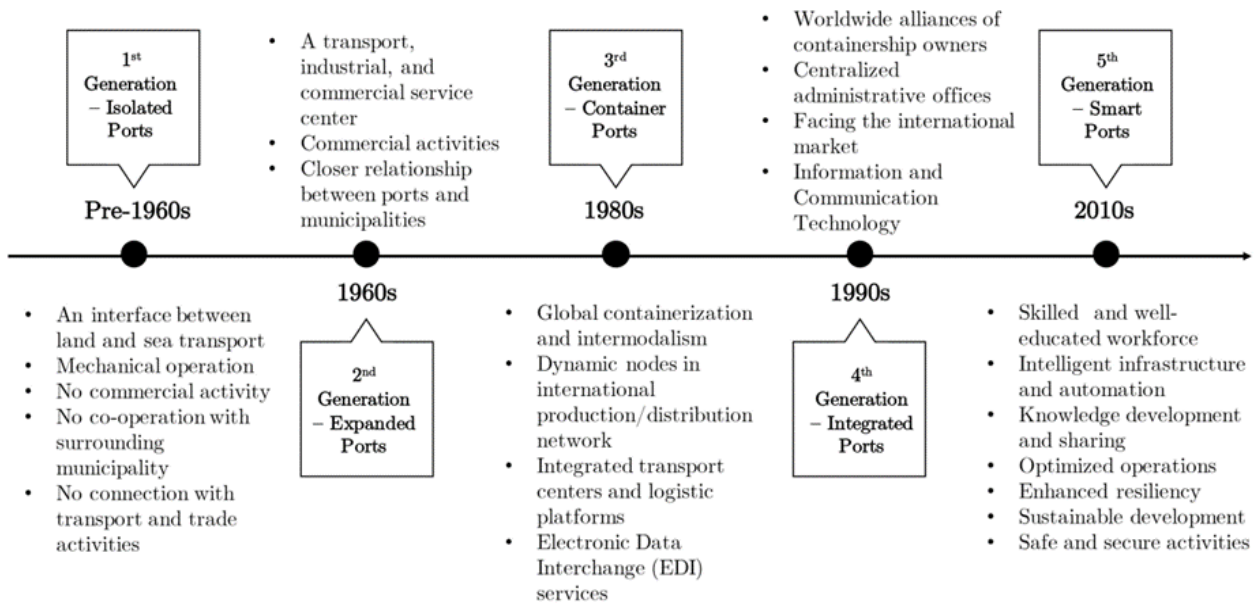 1st
Generation
– Isolated
Ports
Pre-1960s
• An interface between
land and sea transport
• Mechanical operation
• No commercial activity
• No co-operation with
surrounding
municipality
• No connection with
transport and trade
activities
• A transport,
industrial, and
commercial service
center
• Commercial activities
• Closer relationship
between ports and
municipalities
1960s
2nd
Generation
– Expanded
Ports
3rd
Generation
– Container
Ports
1980s
• Global containerization
and intermodalism
• Dynamic nodes in
international
production/distribution
network
• Integrated transport
centers and logistic
platforms
• Electronic Data
Interchange (EDI)
services
• Worldwide alliances of
containership owners
• Centralized
administrative offices
• Facing the international
market
• Information and
Communication
Technology
1990s
4th
Generation
– Integrated
Ports
5th
Generation
– Smart
Ports
2010s
• Skilled and well-
educated workforce
• Intelligent infrastructure
and automation
• Knowledge development
and sharing
• Optimized operations
• Enhanced resiliency
• Sustainable development
• Safe and secure activities